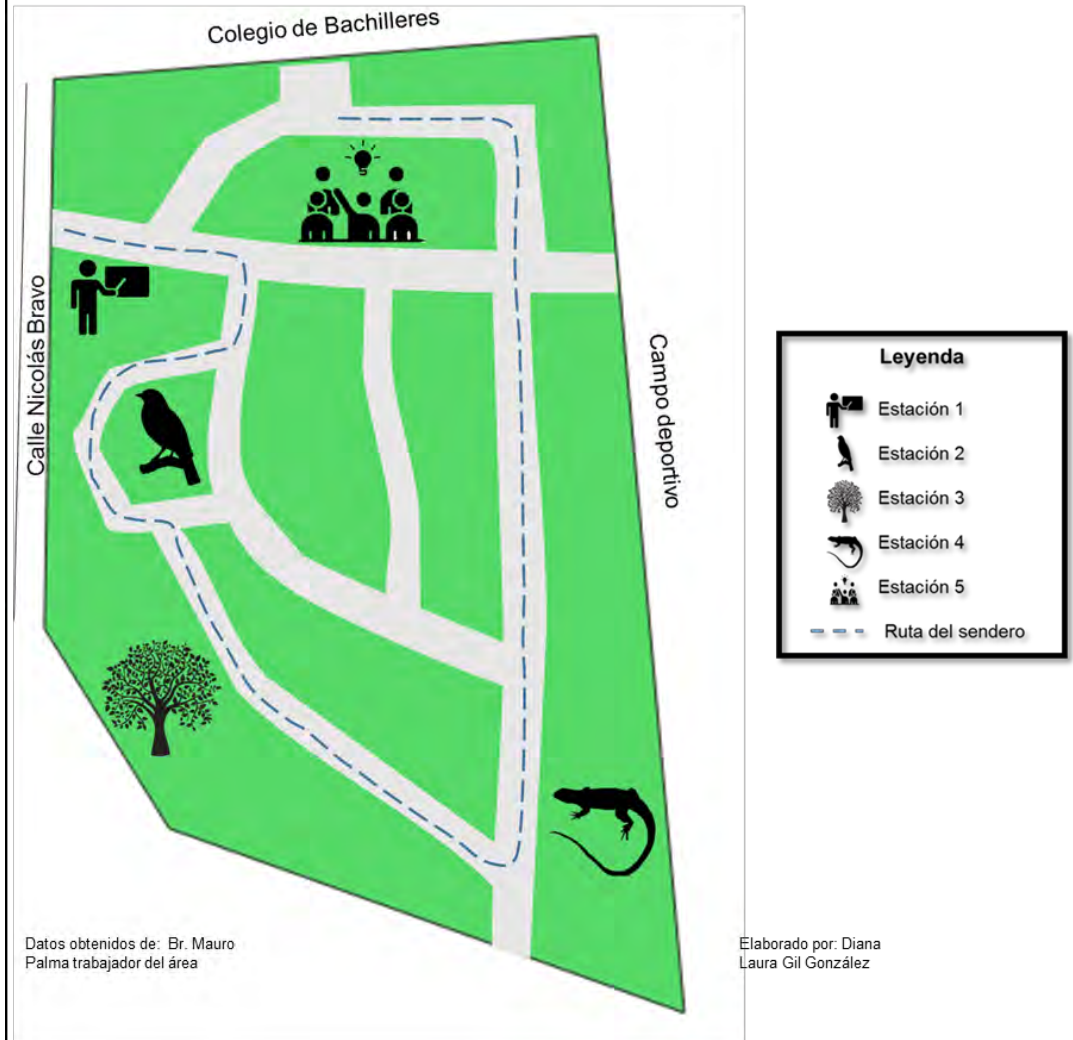 Colegio de Bachilleres
Calle Nicolás Bravo
Campo deportivo
Leyenda
Estación 1
Estación 2
Estación 3
Estación 4
Estación 5
Ruta del sendero
Datos obtenidos de: Br. Mauro
Palma trabajador del área
Elaborado por: Diana
Laura Gil González